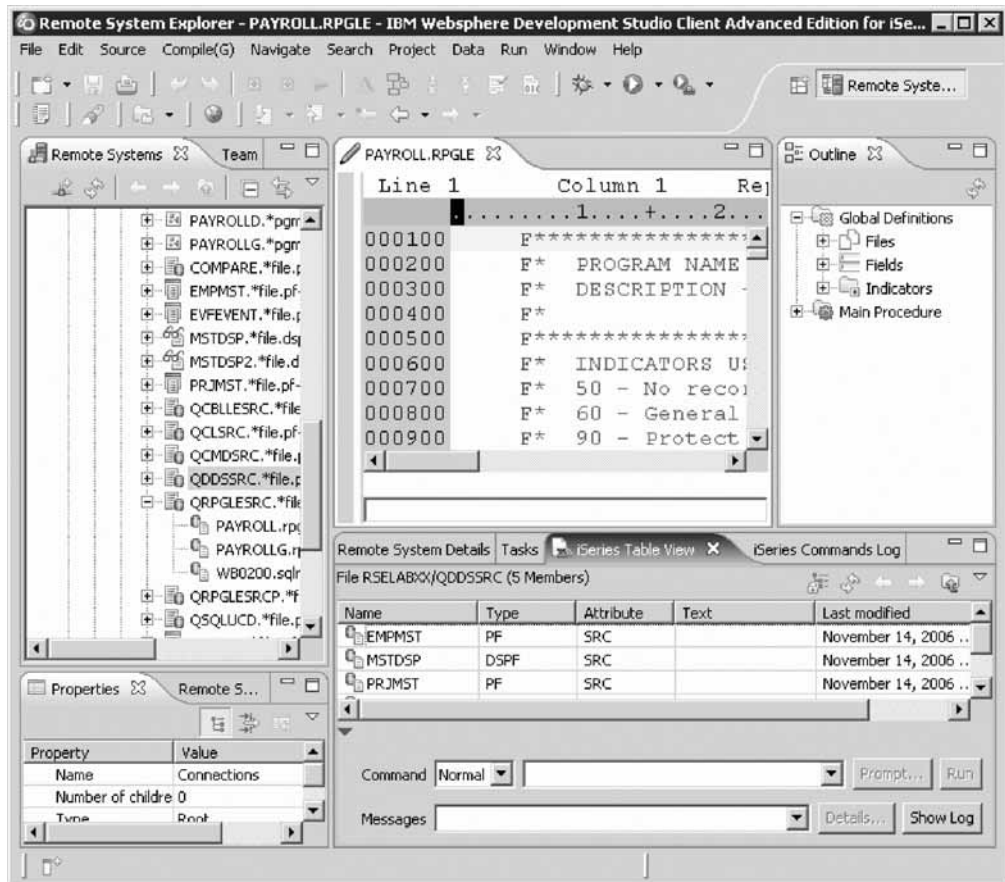 Remote System Explorer - PAYROLL.RPGLE - IBM Websphere Development Studio Client Advanced Edition for iSe...
File Edit Source Compile(G) Navigate Search Project Data Run Window Help
Remote Syste...
Remote Systems Team
PAYROLLD.*pgm
PAYROLLG.*pgm
COMPARE.*file.p
EMPMST.*file.pf-
EVFEVENT.*file.p
MSTDSP.*file.dsp
MSTDSP2.*file.d
PRJMST.*file.pf-
QCBLLESRC.*file
QCLSRC.*file.pf-
QCMDSRC.*file.p
QDDSSRC.*file.p
QRPGLESRC.*file
PAYROLL.rpg
PAYROLLG.rp
WB0200.sqlr
QRPGLESRCP.*f
QSQLUCD.*file.p
PAYROLL.RPGLE
Line 1 Column 1 Rep
.........1....+....2...
000100 F*****************
000200 F* PROGRAM NAME
000300 F* DESCRIPTION -
000400 F*
000500 F*****************
000600 F* INDICATORS US
000700 F* 50 - No recor
000800 F* 60 - General
000900 F* 90 - Protect
Outline
Global Definitions
Files
Fields
Indicators
Main Procedure
Properties Remote S...
Property Value
Name Connections
Number of childre 0
Type Root
Remote System Details Tasks iSeries Table View iSeries Commands Log
File RSELABXX/QDDSSRC (5 Members)
Name Type Attribute Text Last modified
EMPMST PF SRC November 14, 2006 ..
MSTDSP DSPF SRC November 14, 2006 ..
PRJMST PF SRC November 14, 2006 ..
Command Normal Prompt... Run
Messages Details... Show Log